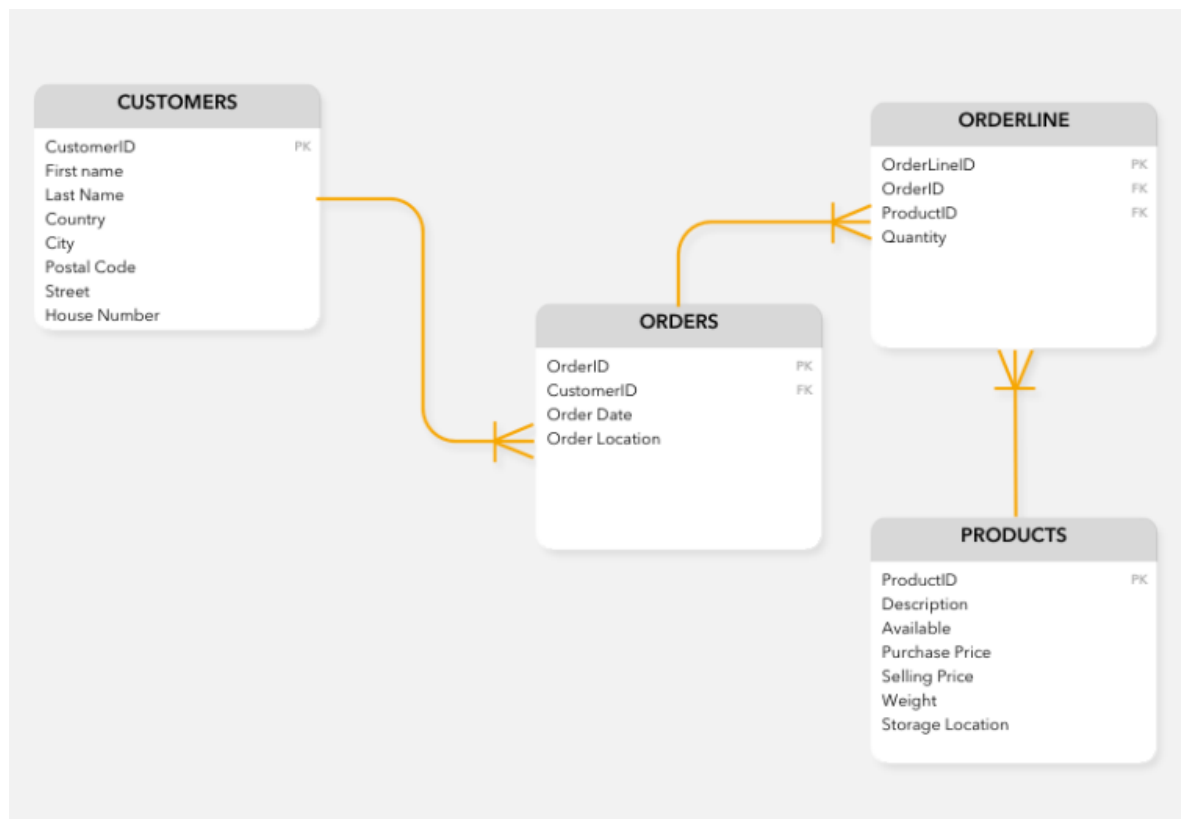 CUSTOMERS
CustomerID PK
First name
Last Name
Country
City
Postal Code
Street
House Number
ORDERS
OrderID PK
CustomerID FK
Order Date
Order Location
ORDERLINE
OrderLineID PK
OrderID FK
ProductID FK
Quantity
PRODUCTS
ProductID PK
Description
Available
Purchase Price
Selling Price
Weight
Storage Location